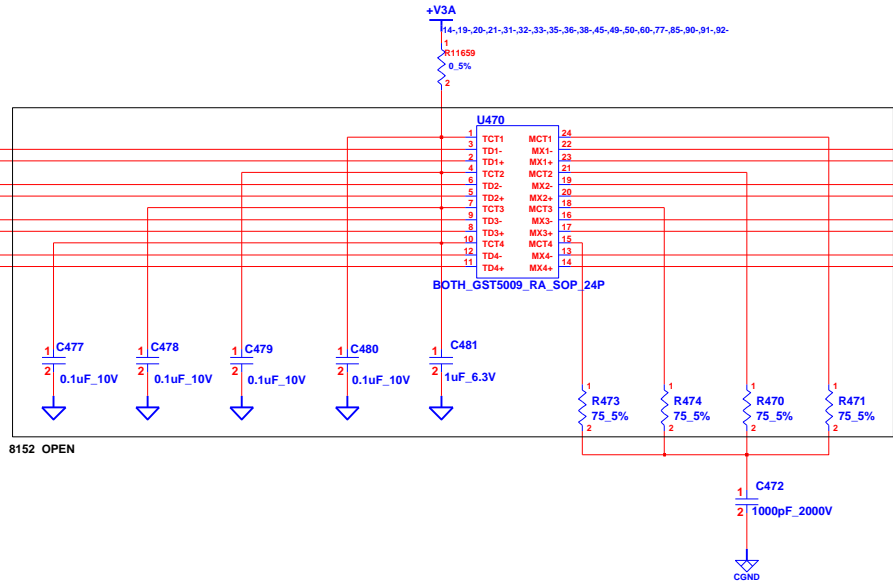 +V3A
14-,19-,20-,21-,31-,32-,33-,35-,36-,38-,45-,49-,50-,60-,77-,85-,90-,91-,92-
1
R11659
0_5%
2
U470
1 TCT1 MCT1 24
3 TD1- MX1- 22
2 TD1+ MX1+ 23
4 TCT2 MCT2 21
6 TD2- MX2- 19
5 TD2+ MX2+ 20
7 TCT3 MCT3 18
9 TD3- MX3- 16
8 TD3+ MX3+ 17
10 TCT4 MCT4 15
12 TD4- MX4- 13
11 TD4+ MX4+ 14
BOTH_GST5009_RA_SOP_24P
1 C477 1 C478 1 C479 1 C480 1 C481
2 0.1uF_10V 2 0.1uF_10V 2 0.1uF_10V 2 0.1uF_10V 2 1uF_6.3V
1 1 1 1
R473 R474 R470 R471
75_5% 75_5% 75_5% 75_5%
2 2 2 2
8152 OPEN
1 C472
2 1000pF_2000V
CGND